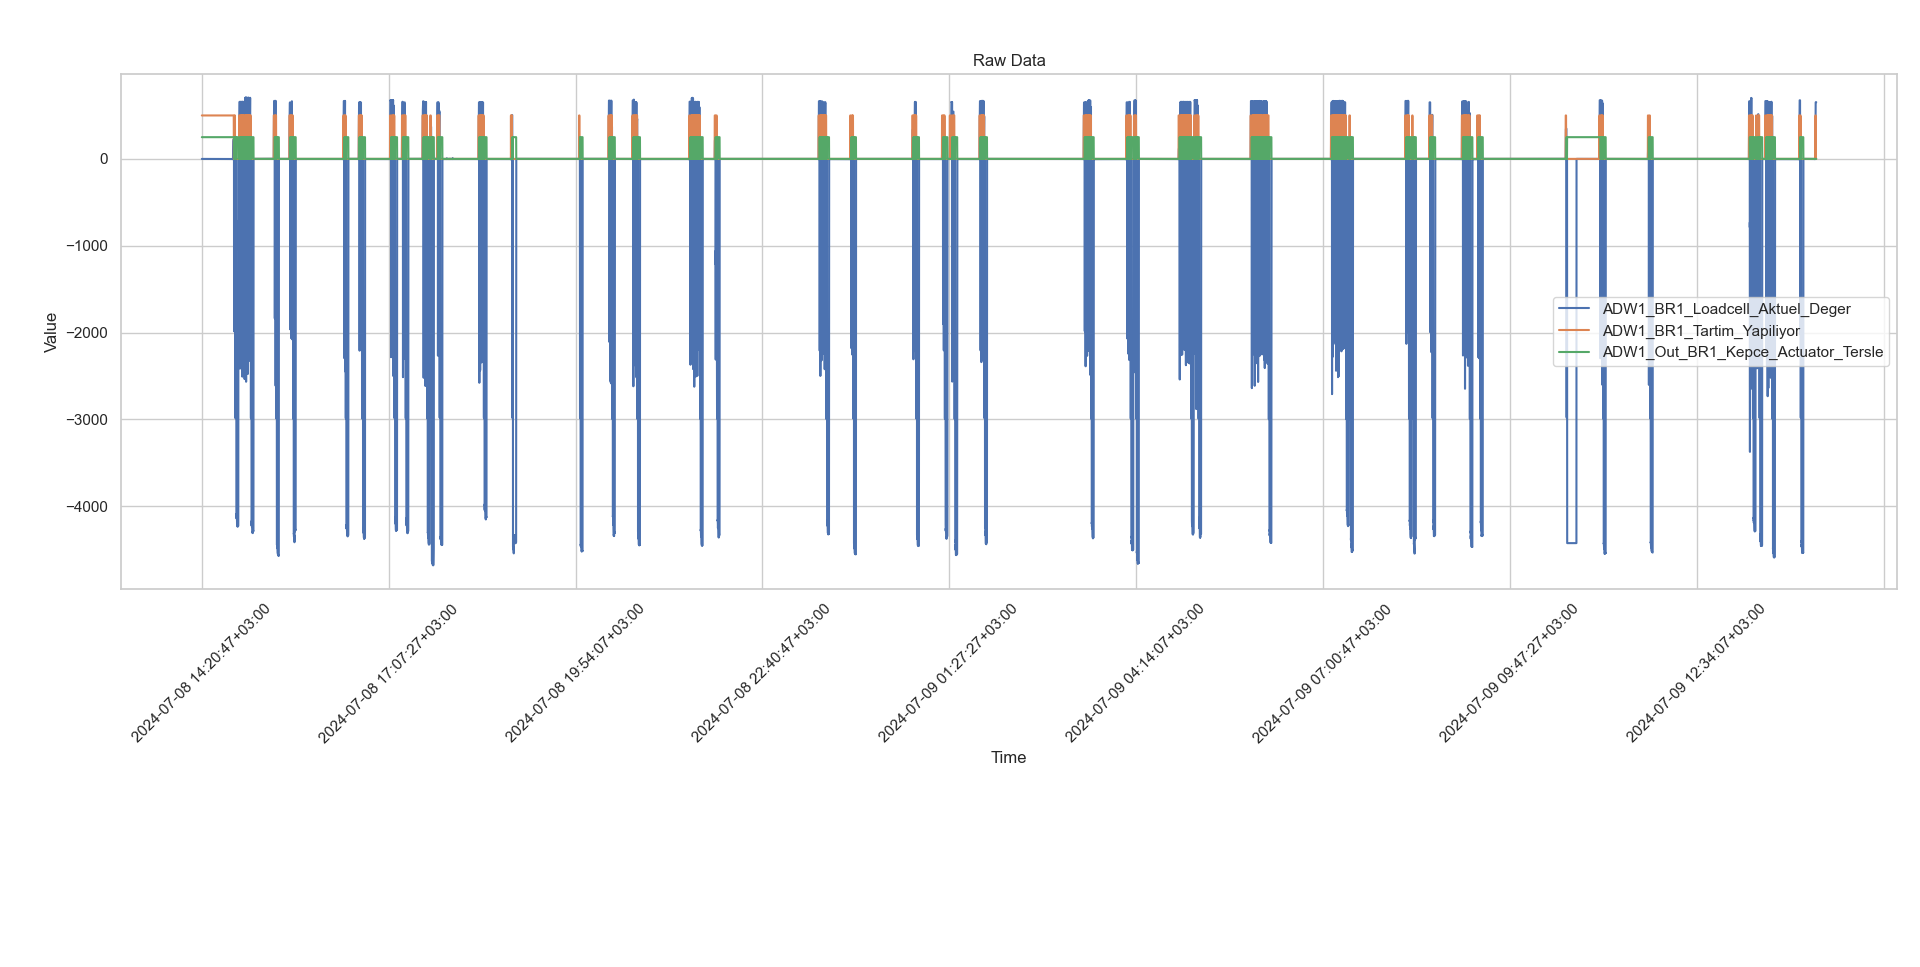 Raw Data
Value
0
−1000
−2000
−3000
−4000
ADW1_BR1_Loadcell_Aktuel_Deger
ADW1_BR1_Tartim_Yapiliyor
ADW1_Out_BR1_Kepce_Actuator_Tersle
2024-07-08 14:20:47+03:00
2024-07-08 17:07:27+03:00
2024-07-08 19:54:07+03:00
2024-07-08 22:40:47+03:00
2024-07-09 01:27:27+03:00
2024-07-09 04:14:07+03:00
2024-07-09 07:00:47+03:00
2024-07-09 09:47:27+03:00
2024-07-09 12:34:07+03:00
Time